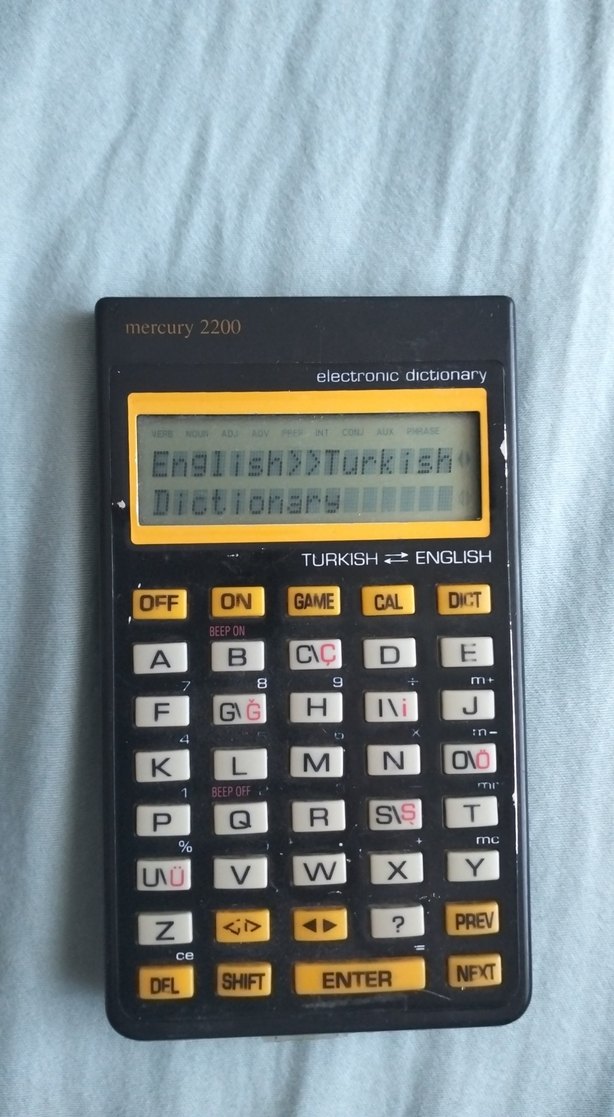 mercury 2200
electronic dictionary
VERB NOUN ADJ ADV PREP INT CONJ AUX PHRASE
English>>Turkish
Dictionary
TURKISH ⇄ ENGLISH
OFF ON GAME CAL DICT
BEEP ON
A B C\Ç D E
7 8 9 ÷ m+
F G\Ğ H I\i J
4 × m-
K L M N O\Ö
1 BEEP OFF
P Q R S\Ş T
% + mc
U\Ü V W X Y
Z <¡> ◄► ? PREV
ce =
DEL SHIFT ENTER NEXT